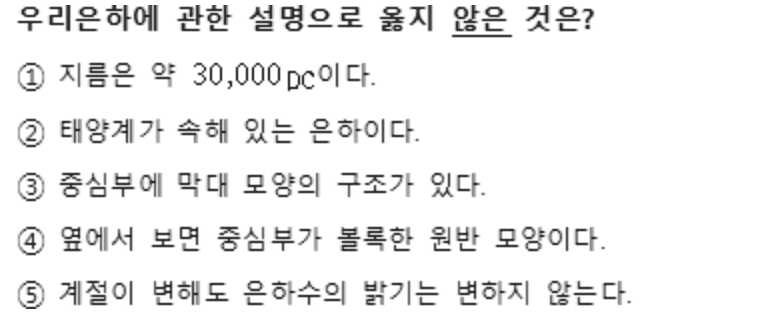 우리은하에 관한 설명으로 옳지 않은 것은?
① 지름은 약 30,000pc이다.
② 태양계가 속해 있는 은하이다.
③ 중심부에 막대 모양의 구조가 있다.
④ 옆에서 보면 중심부가 볼록한 원반 모양이다.
⑤ 계절이 변해도 은하수의 밝기는 변하지 않는다.